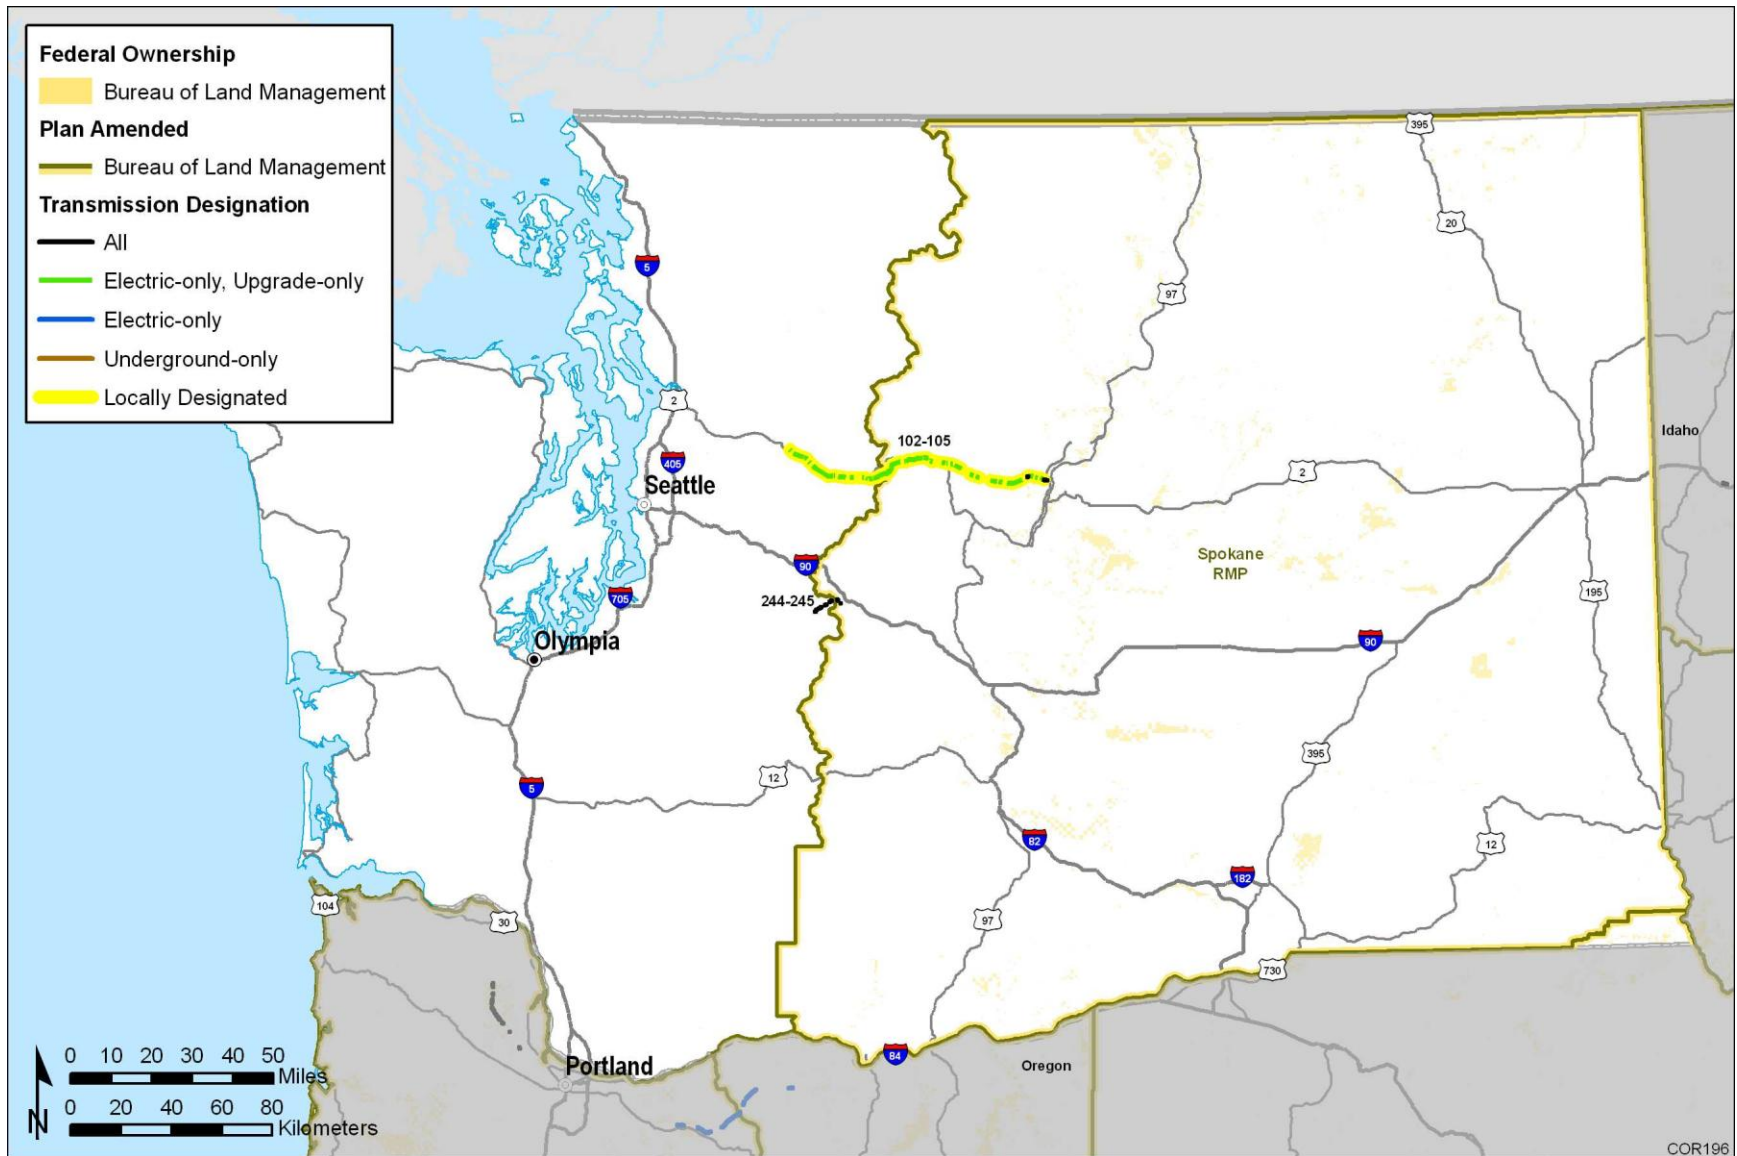 Federal Ownership
Bureau of Land Management
Plan Amended
Bureau of Land Management
Transmission Designation
All
Electric-only, Upgrade-only
Electric-only
Underground-only
Locally Designated
395
20
97
5
2
102-105
Idaho
405
2
Seattle
90
Spokane
RMP
195
705
244-245
90
Olympia
395
12
5
82
12
182
104
30
97
730
84
Oregon
Portland
0 10 20 30 40 50
Miles
0 20 40 60 80
Kilometers
N
COR196